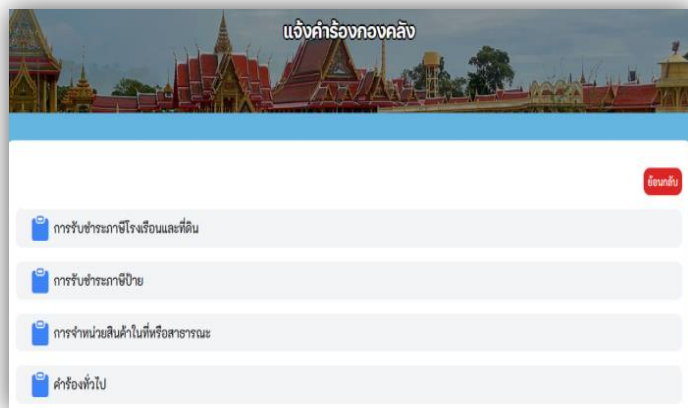 แจ้งคำร้องกองคลัง
ย้อนกลับ
การรับชำระภาษีโรงเรือนและที่ดิน
การรับชำระภาษีป้าย
การจำหน่ายสินค้าในที่หรือสาธารณะ
คำร้องทั่วไป